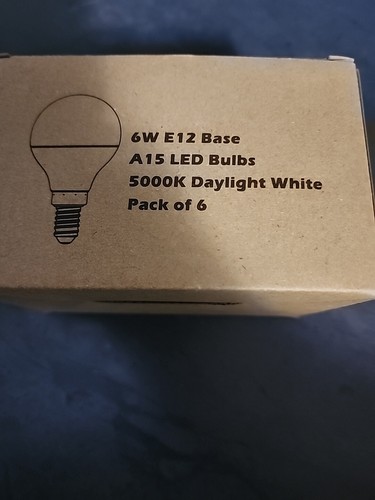 6W E12 Base
A15 LED Bulbs
5000K Daylight White
Pack of 6